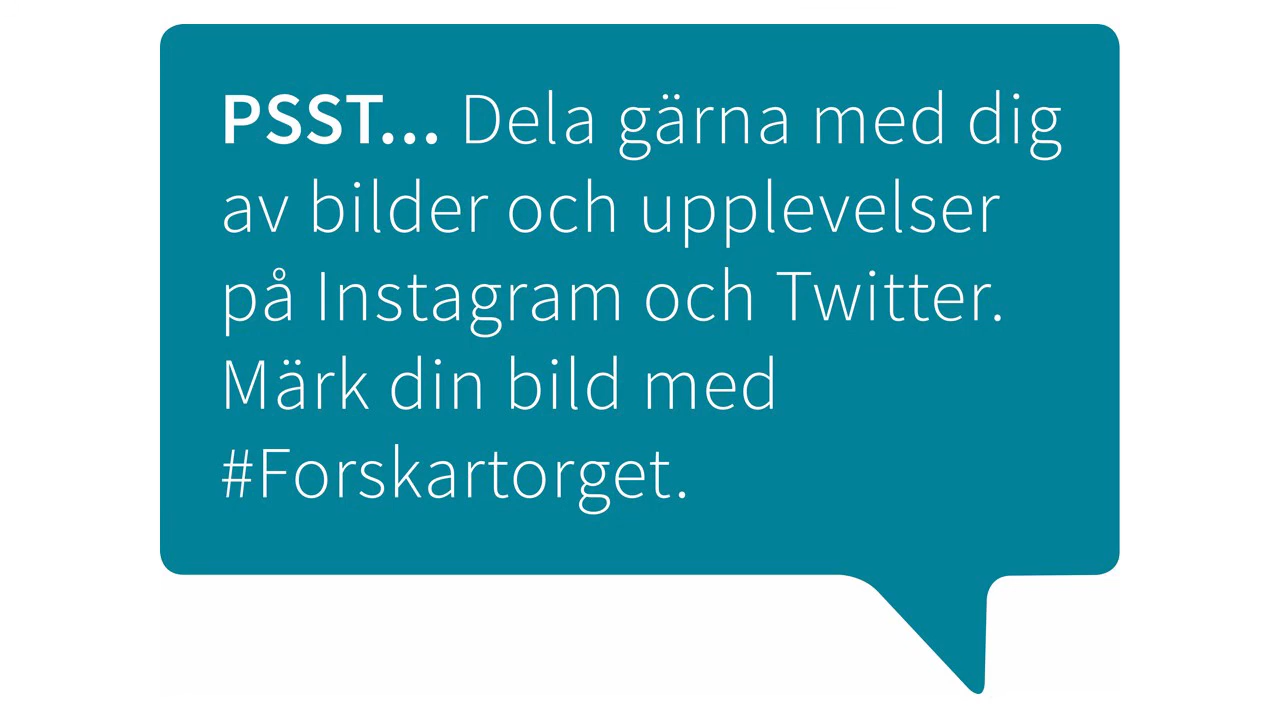 PSST... Dela gärna med dig
av bilder och upplevelser
på Instagram och Twitter.
Märk din bild med
#Forskartorget.